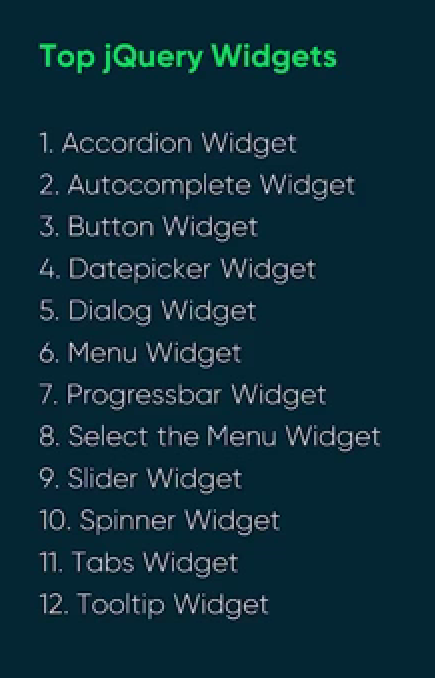 Top jQuery Widgets
1. Accordion Widget
2. Autocomplete Widget
3. Button Widget
4. Datepicker Widget
5. Dialog Widget
6. Menu Widget
7. Progressbar Widget
8. Select the Menu Widget
9. Slider Widget
10. Spinner Widget
11. Tabs Widget
12. Tooltip Widget